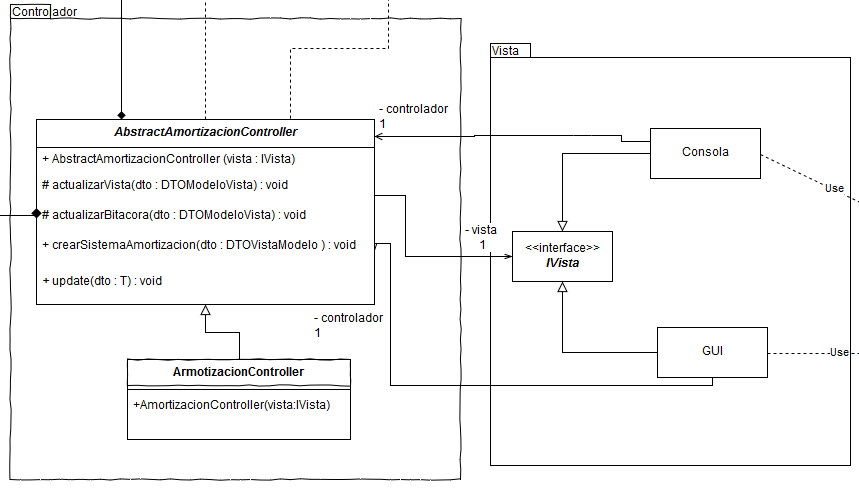 Controlador
Vista
- controlador
1
AbstractAmortizacionController
+ AbstractAmortizacionController (vista : IVista)
# actualizarVista(dto : DTOModeloVista) : void
# actualizarBitacora(dto : DTOModeloVista) : void
+ crearSistemaAmortizacion(dto : DTOVistaModelo ) : void
+ update(dto : T) : void
Consola
Use
- vista
1
<<interface>>
IVista
- controlador
1
GUI
Use
ArmotizacionController
+AmortizacionController(vista:IVista)